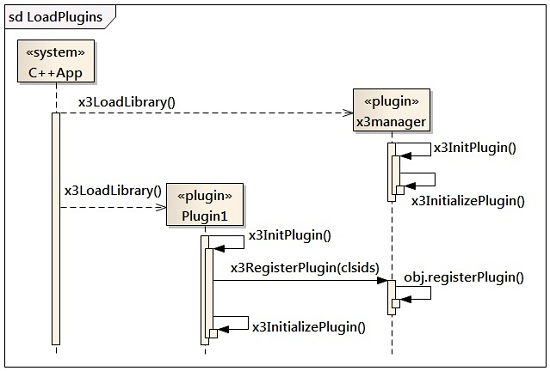 sd LoadPlugins
«system»
C++App
x3LoadLibrary()
«plugin»
x3manager
x3InitPlugin()
x3InitializePlugin()
x3LoadLibrary()
«plugin»
Plugin1
x3InitPlugin()
x3RegisterPlugin(clsids)
obj.registerPlugin()
x3InitializePlugin()